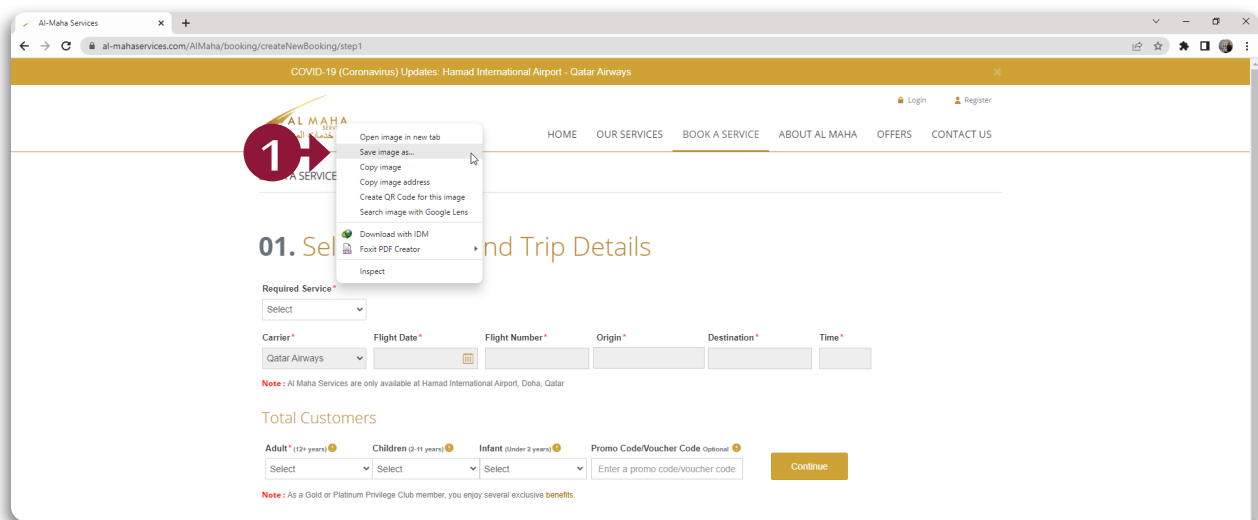 Al-Maha Services
al-mahaservices.com/AlMaha/booking/createNewBooking/step1
COVID-19 (Coronavirus) Updates: Hamad International Airport - Qatar Airways
Login Register
AL MAHA
HOME OUR SERVICES BOOK A SERVICE ABOUT AL MAHA OFFERS CONTACT US
1
Open image in new tab
Save image as...
Copy image
Copy image address
Create QR Code for this image
Search image with Google Lens
Download with IDM
Foxit PDF Creator
Inspect
A SERVICE
01. Sel nd Trip Details
Required Service*
Select
Carrier* Flight Date* Flight Number* Origin* Destination* Time*
Qatar Airways
Note : Al Maha Services are only available at Hamad International Airport, Doha, Qatar
Total Customers
Adult* (12+ years) Children (2-11 years) Infant (Under 2 years) Promo Code/Voucher Code Optional
Select Select Select Enter a promo code/voucher code Continue
Note : As a Gold or Platinum Privilege Club member, you enjoy several exclusive benefits.